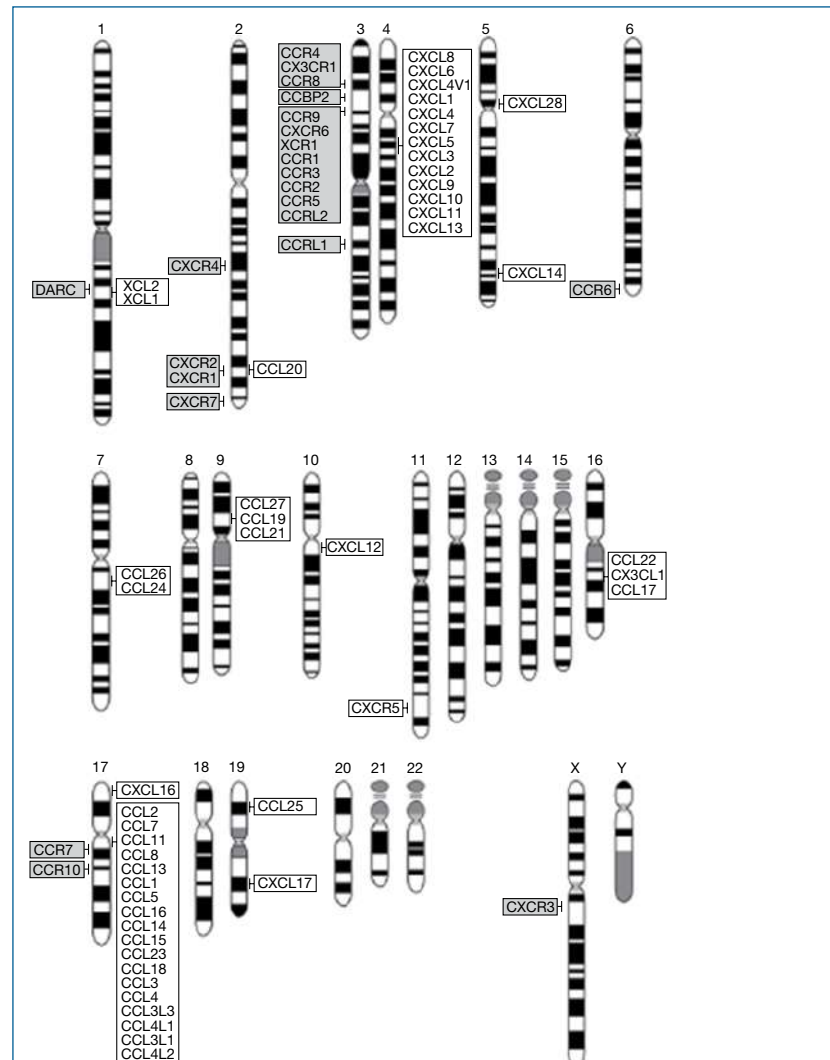 1
2
3
4
5
6
CCR4
CX3CR1
CCR8
CCBP2
CCR9
CXCR6
XCR1
CCR1
CCR3
CCR2
CCR5
CCRL2
CCRL1
CXCL8
CXCL6
CXCL4V1
CXCL1
CXCL4
CXCL7
CXCL5
CXCL3
CXCL2
CXCL9
CXCL10
CXCL11
CXCL13
CXCL28
CXCL14
CXCR4
DARC
XCL2
XCL1
CCR6
CXCR2
CXCR1
CCL20
CXCR7
7
8
9
10
11
12
13
14
15
16
CCL27
CCL19
CCL21
CXCL12
CCL26
CCL24
CCL22
CX3CL1
CCL17
CXCR5
17
18
19
20
21
22
X
Y
CXCL16
CCL2
CCL7
CCL11
CCL8
CCL13
CCL1
CCL5
CCL16
CCL14
CCL15
CCL23
CCL18
CCL3
CCL4
CCL3L3
CCL4L1
CCL3L1
CCL4L2
CCR7
CCR10
CCL25
CXCL17
CXCR3